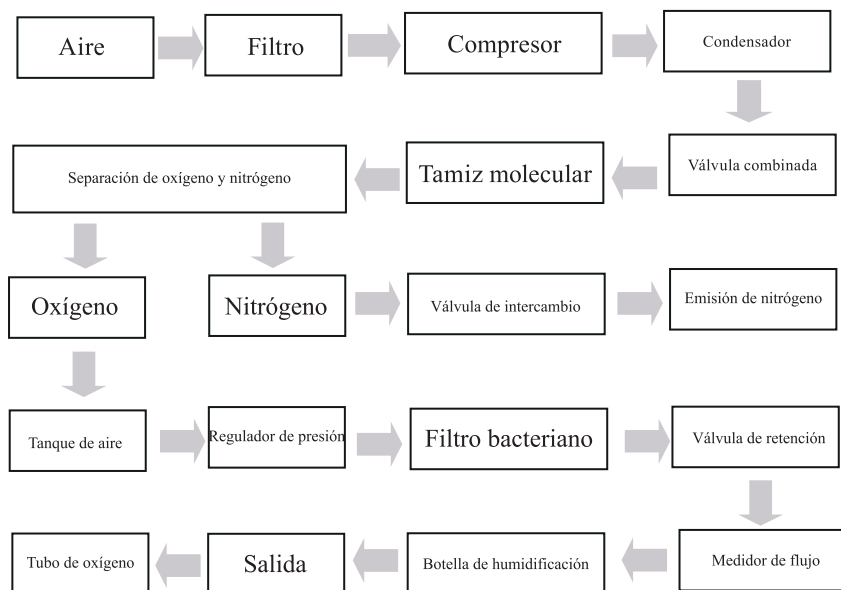 Aire
Filtro
Compresor
Condensador
Válvula combinada
Tamiz molecular
Separación de oxígeno y nitrógeno
Oxígeno
Nitrógeno
Válvula de intercambio
Emisión de nitrógeno
Tanque de aire
Regulador de presión
Filtro bacteriano
Válvula de retención
Medidor de flujo
Botella de humidificación
Salida
Tubo de oxígeno